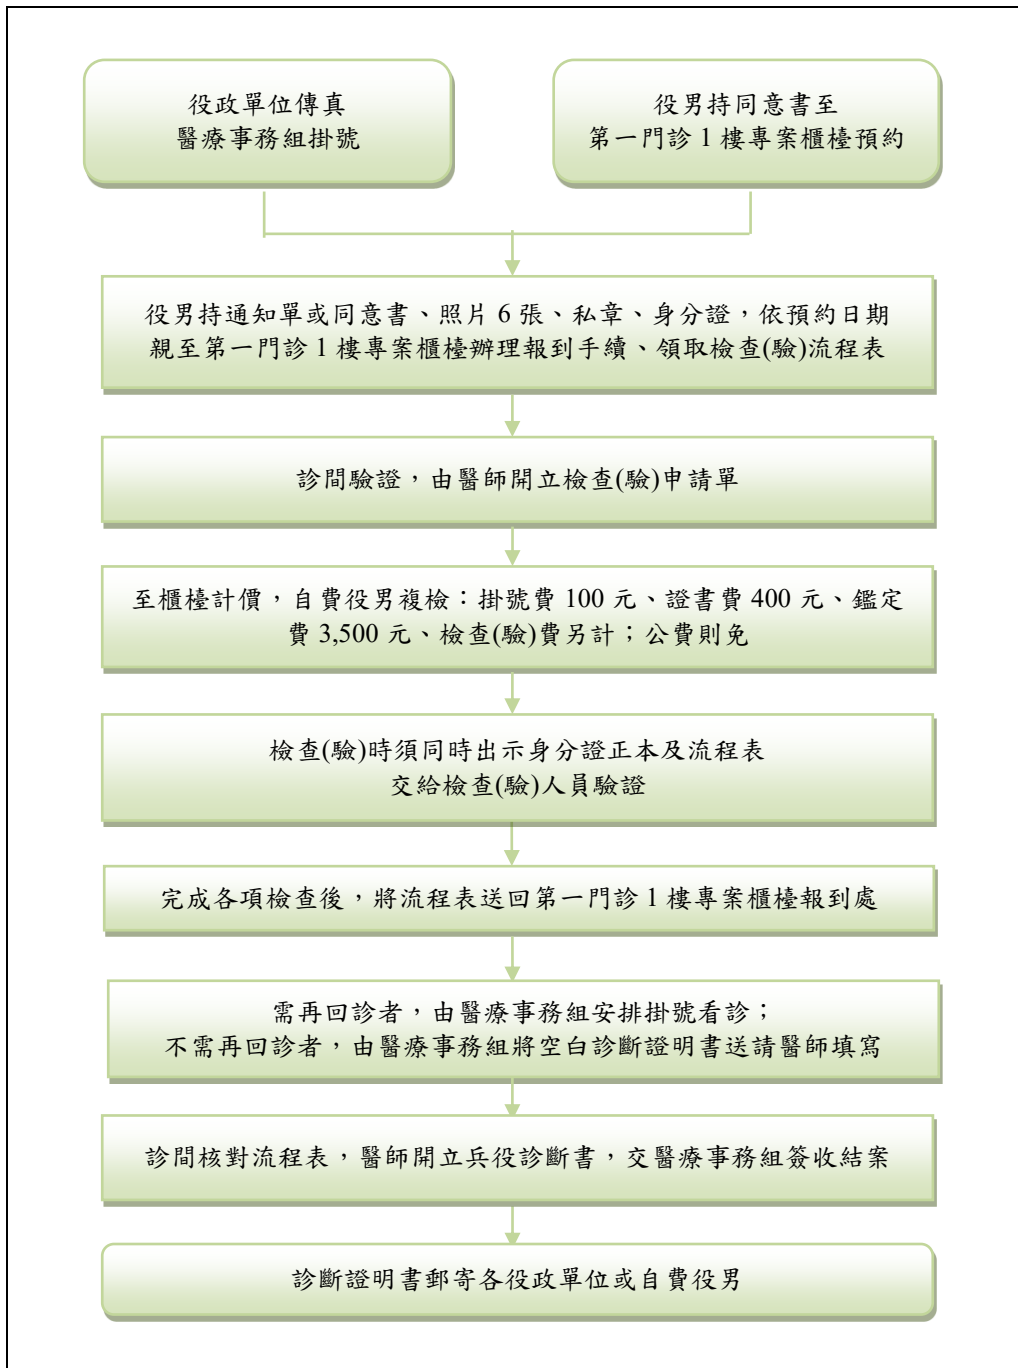 役政單位傳真
醫療事務組掛號
役男持同意書至
第一門診 1 樓專案櫃檯預約
役男持通知單或同意書、照片 6 張、私章、身分證，依預約日期
親至第一門診 1 樓專案櫃檯辦理報到手續、領取檢查(驗)流程表
診間驗證，由醫師開立檢查(驗)申請單
至櫃檯計價，自費役男複檢：掛號費 100 元、證書費 400 元、鑑定
費 3,500 元、檢查(驗)費另計；公費則免
檢查(驗)時須同時出示身分證正本及流程表
交給檢查(驗)人員驗證
完成各項檢查後，將流程表送回第一門診 1 樓專案櫃檯報到處
需再回診者，由醫療事務組安排掛號看診；
不需再回診者，由醫療事務組將空白診斷證明書送請醫師填寫
診間核對流程表，醫師開立兵役診斷書，交醫療事務組簽收結案
診斷證明書郵寄各役政單位或自費役男